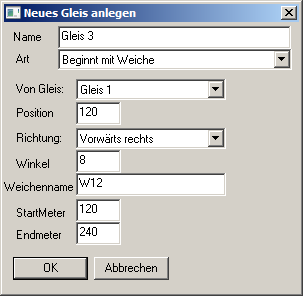 Neues Gleis anlegen
Name Gleis 3
Art Beginnt mit Weiche
Von Gleis: Gleis 1
Position 120
Richtung: Vorwärts rechts
Winkel 8
Weichenname W12
StartMeter 120
Endmeter 240
OK Abbrechen